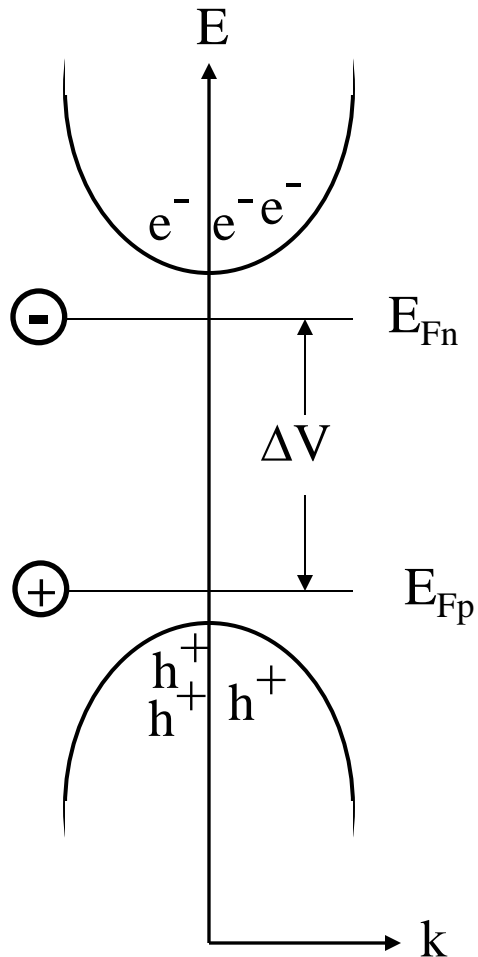 E
e⁻ e⁻ e⁻
-
E_Fn
ΔV
+
E_Fp
h⁺
h⁺ h⁺
k